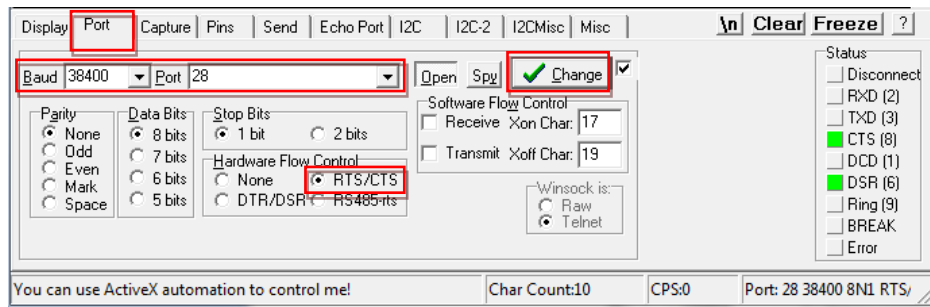 Display Port Capture Pins Send Echo Port I2C I2C-2 I2CMisc Misc \n Clear Freeze ?
Baud 38400 Port 28 Open Spy Change
Status
Disconnect
RXD (2)
TXD (3)
CTS (8)
DCD (1)
DSR (6)
Ring (9)
BREAK
Error
Parity
None
Odd
Even
Mark
Space
Data Bits
8 bits
7 bits
6 bits
5 bits
Stop Bits
1 bit 2 bits
Hardware Flow Control
None RTS/CTS
DTR/DSR RS485-rts
Software Flow Control
Receive Xon Char: 17
Transmit Xoff Char: 19
Winsock is:
Raw
Telnet
You can use ActiveX automation to control me! Char Count:10 CPS:0 Port: 28 38400 8N1 RTS/